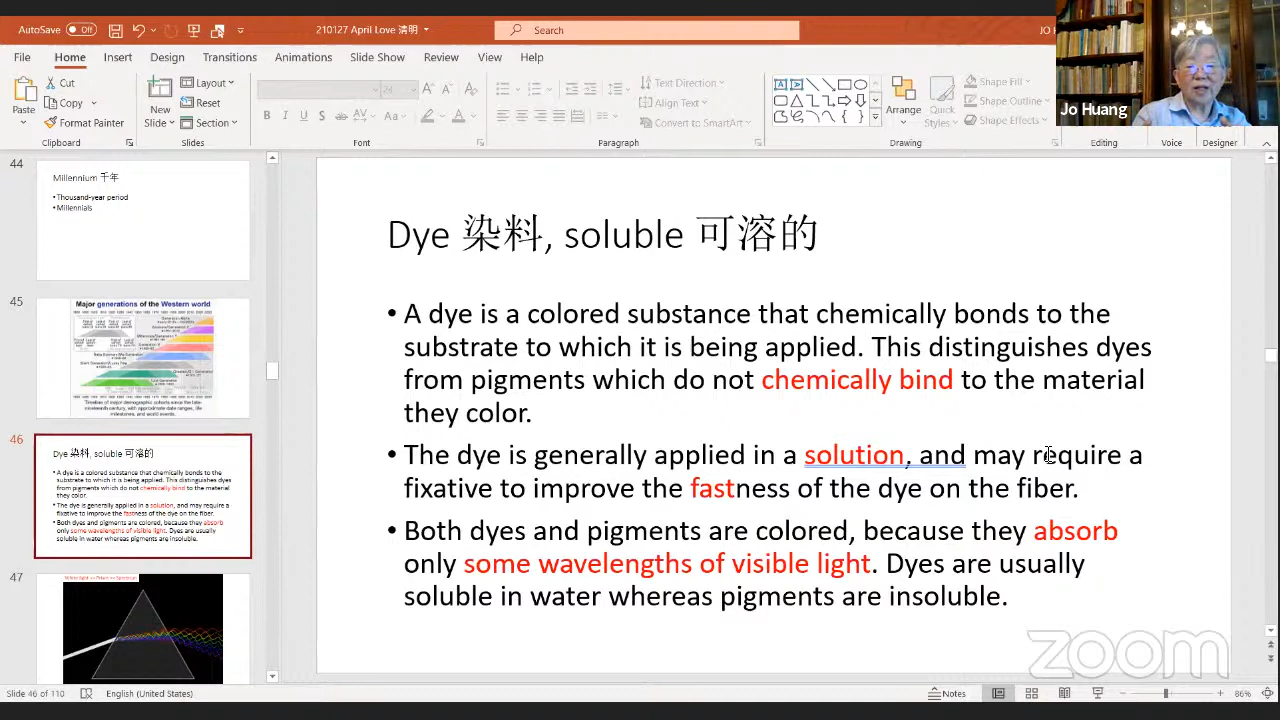 AutoSave Off 210127 April Love 清明 Search JO
File Home Insert Design Transitions Animations Slide Show Review View Help
Paste Cut Copy Format Painter
New Slide Layout Reset Section
Text Direction Align Text Convert to SmartArt
Arrange Quick Styles Shape Fill Shape Outline Shape Effects
Clipboard Slides Font Paragraph Drawing Editing Voice Designer
Jo Huang
44
Millennium 千年
• Thousand-year period
• Millennials
45
Major generations of the Western world
46
Dye 染料, soluble 可溶的
• A dye is a colored substance that chemically bonds to the
substrate to which it is being applied. This distinguishes dyes
from pigments which do not chemically bind to the material
they color.
• The dye is generally applied in a solution, and may require a
fixative to improve the fastness of the dye on the fiber.
• Both dyes and pigments are colored, because they absorb
only some wavelengths of visible light. Dyes are usually
soluble in water whereas pigments are insoluble.
47
Dye 染料, soluble 可溶的
• A dye is a colored substance that chemically bonds to the
substrate to which it is being applied. This distinguishes dyes
from pigments which do not chemically bind to the material
they color.
• The dye is generally applied in a solution, and may require a
fixative to improve the fastness of the dye on the fiber.
• Both dyes and pigments are colored, because they absorb
only some wavelengths of visible light. Dyes are usually
soluble in water whereas pigments are insoluble.
zoom
Slide 46 of 110 English (United States) Notes 86%